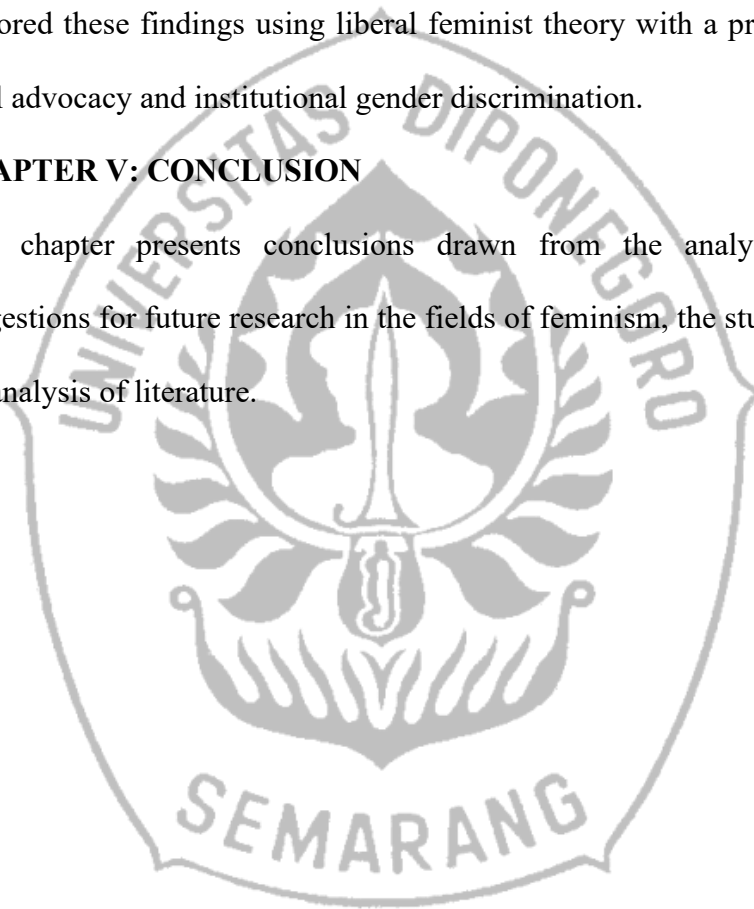 ored these findings using liberal feminist theory with a pr
l advocacy and institutional gender discrimination.
APTER V: CONCLUSION
chapter presents conclusions drawn from the analy
gestions for future research in the fields of feminism, the stu
nalysis of literature.
UNIVERSITAS DIPONEGORO
SEMARANG